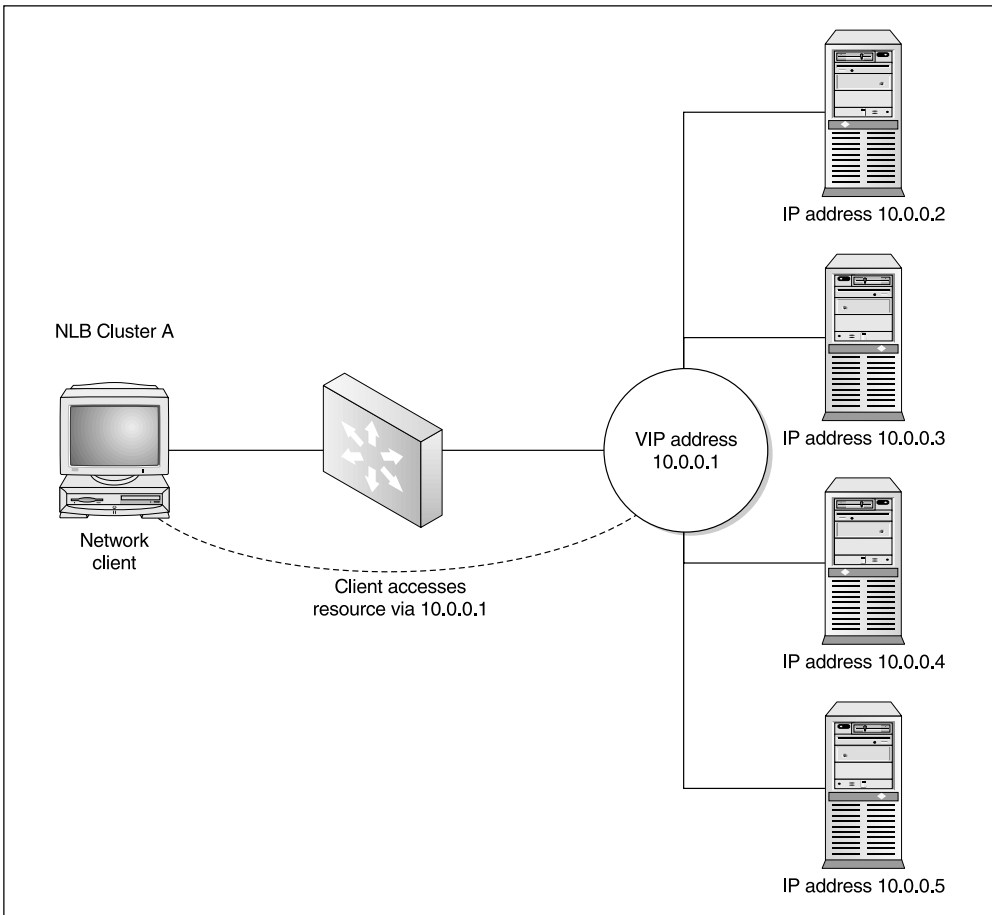 NLB Cluster A
Network
client
Client accesses
resource via 10.0.0.1
VIP address
10.0.0.1
IP address 10.0.0.2
IP address 10.0.0.3
IP address 10.0.0.4
IP address 10.0.0.5